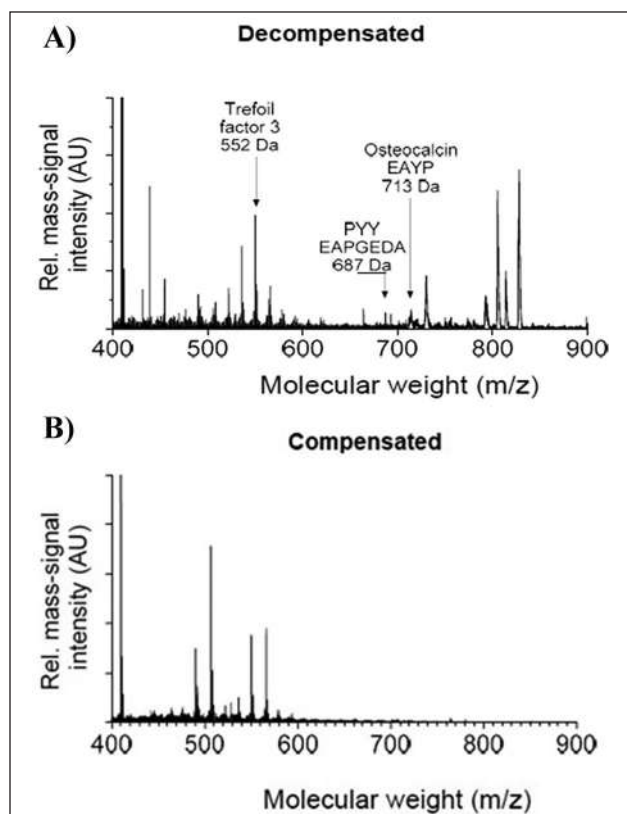 A)
Decompensated
Rel. mass-signal
intensity (AU)
Trefoil
factor 3
552 Da
Osteocalcin
EAYP
713 Da
PYY
EAPGEDA
687 Da
400 500 600 700 800 900
Molecular weight (m/z)
B)
Compensated
Rel. mass-signal
intensity (AU)
400 500 600 700 800 900
Molecular weight (m/z)